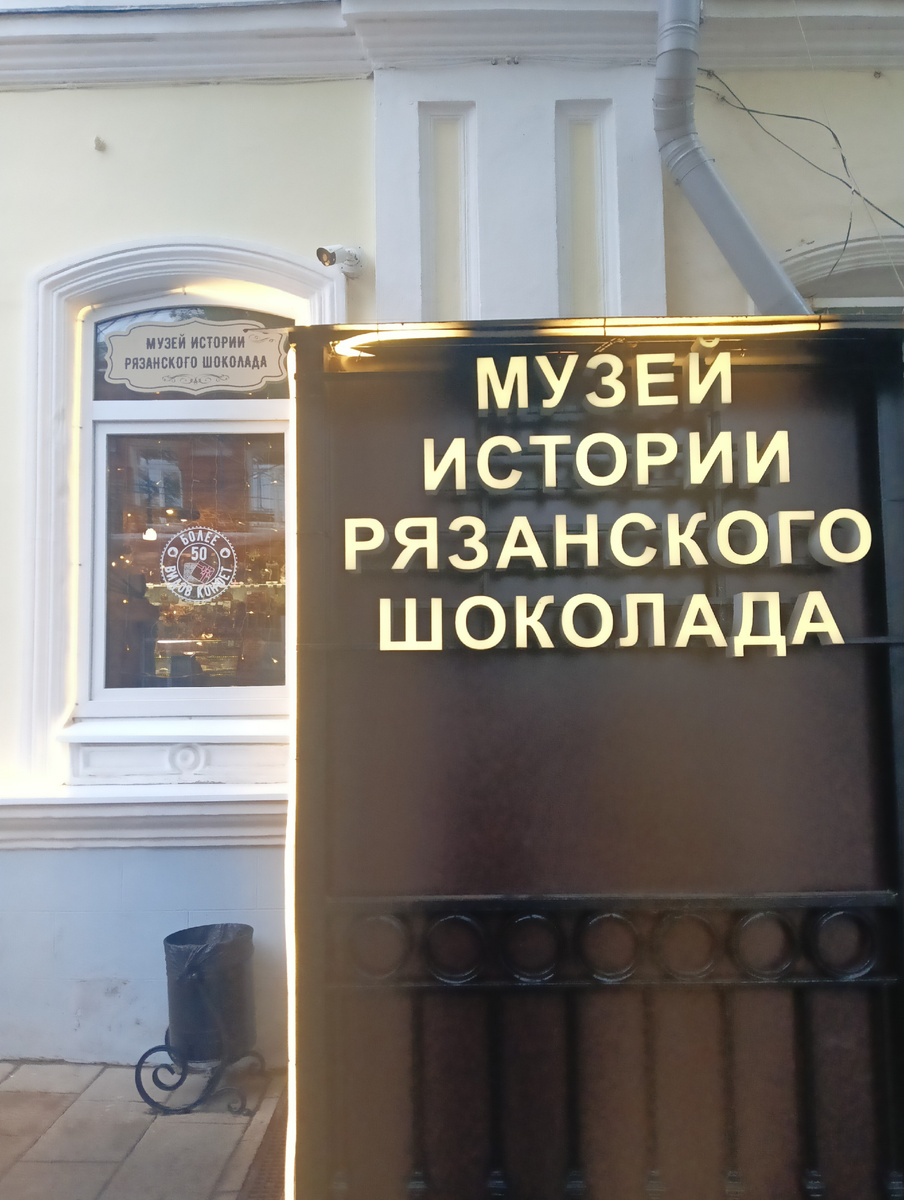 МУЗЕЙ ИСТОРИИ
РЯЗАНСКОГО ШОКОЛАДА
БОЛЕЕ
50
ВИДОВ КОНФЕТ
МУЗЕЙ
ИСТОРИИ
РЯЗАНСКОГО
ШОКОЛАДА